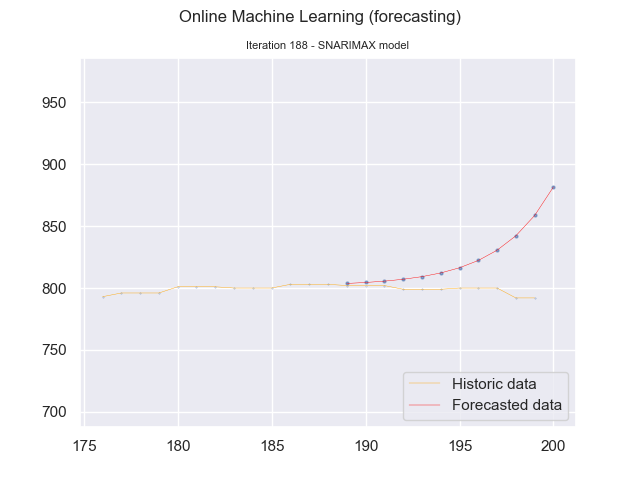 Online Machine Learning (forecasting)
Iteration 188 - SNARIMAX model
950
900
850
800
750
700
175 180 185 190 195 200
Historic data
Forecasted data